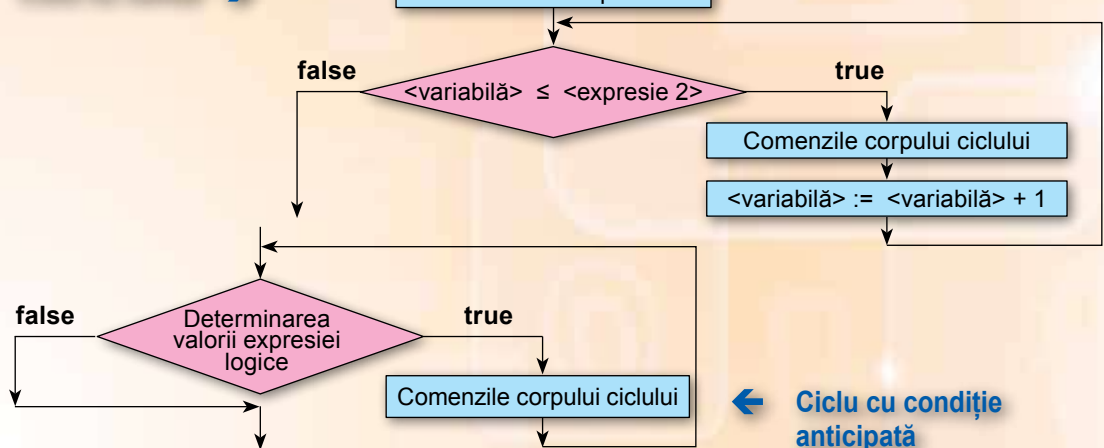 false
true
<variabilă> ≤ <expresie 2>
Comenzile corpului ciclului
<variabilă> := <variabilă> + 1
false
true
Determinarea
valorii expresiei
logice
Comenzile corpului ciclului
Ciclu cu condiție
anticipată